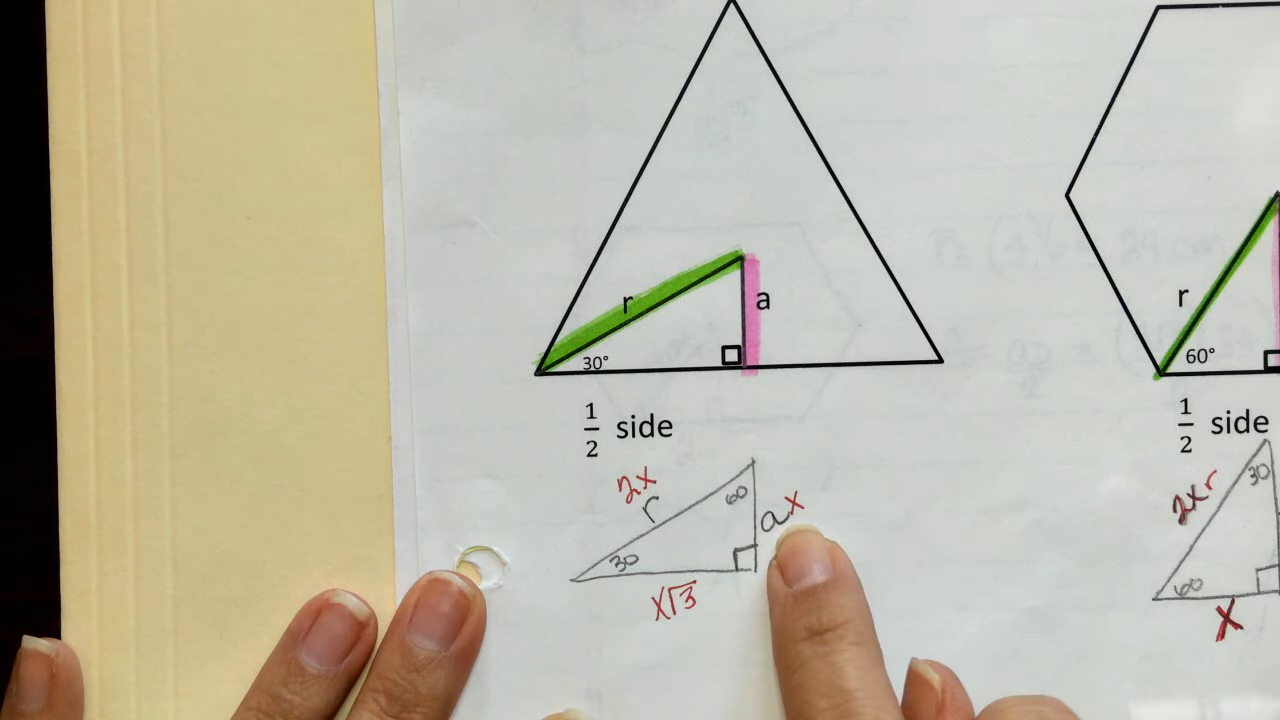 r
a
30°
1/2 side
2x
r
60
a x
30
x√3
r
60°
1/2 side
2x r
30
60
x